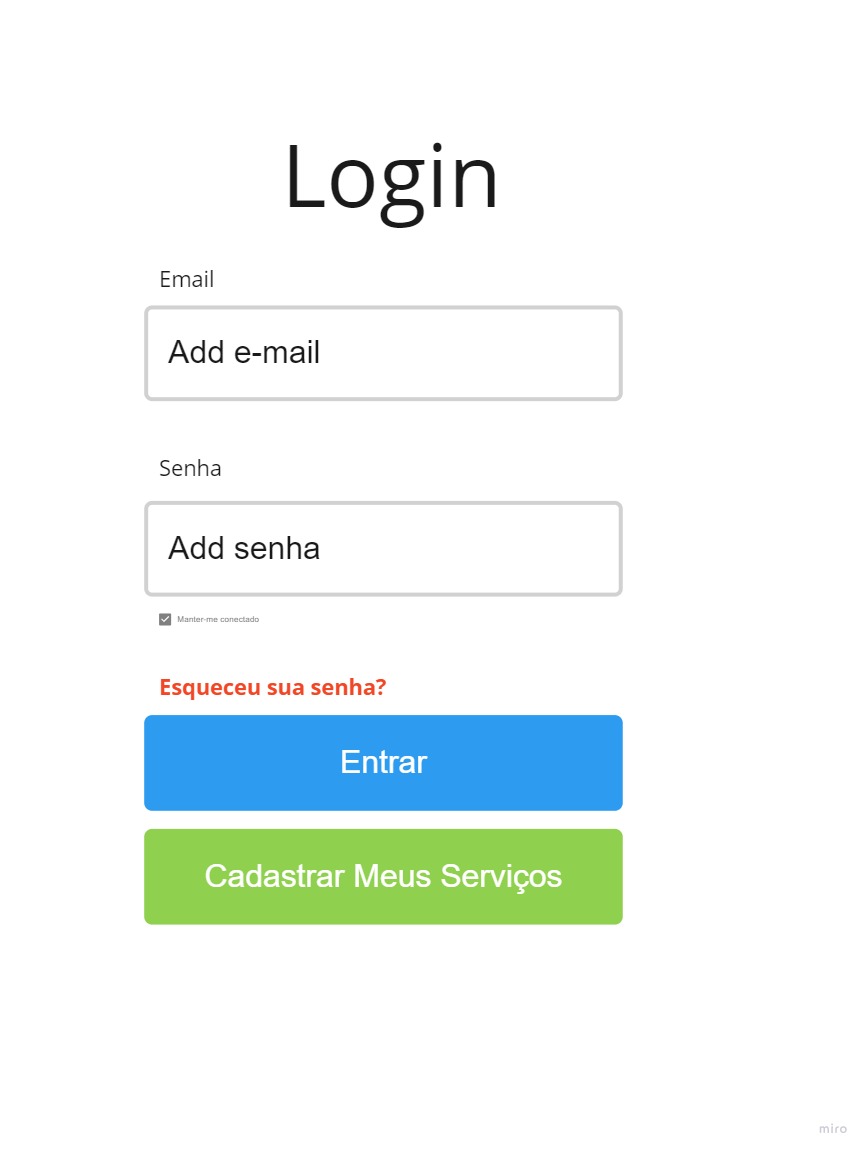 Login
Email
Add e-mail
Senha
Add senha
Manter-me conectado
Esqueceu sua senha?
Entrar
Cadastrar Meus Serviços
miro